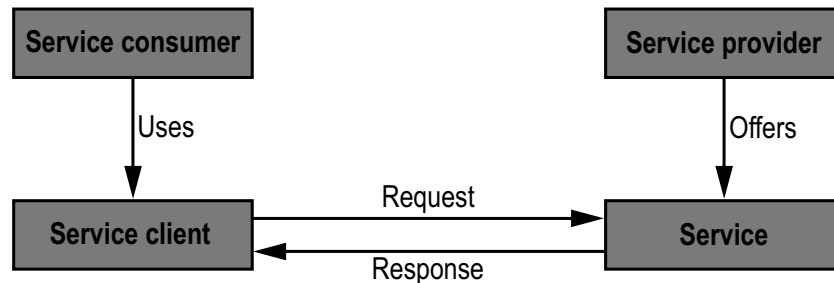 Service consumer
Service provider
Uses
Offers
Request
Service client
Service
Response